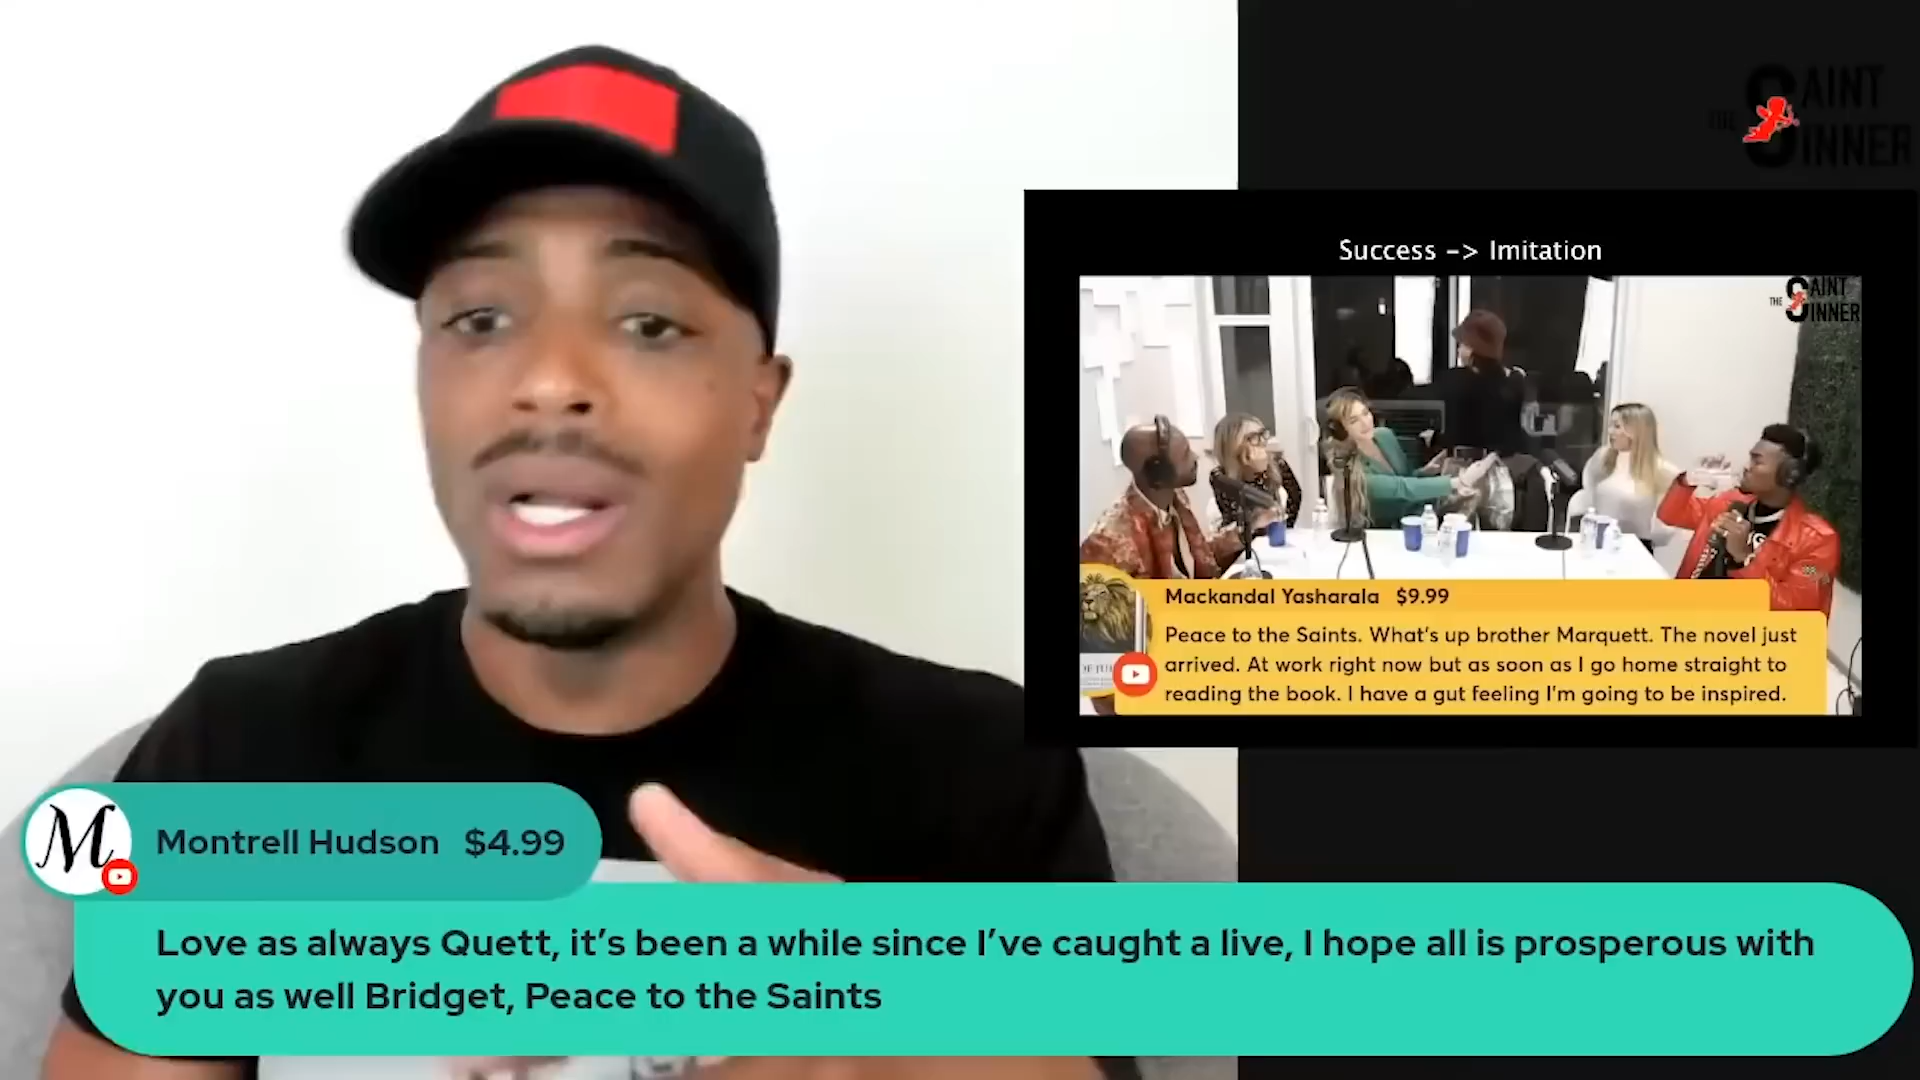 THE SAINT
SINNER
Success -> Imitation
THE SAINT
SINNER
Mackandal Yasharala $9.99
Peace to the Saints. What's up brother Marquett. The novel just
arrived. At work right now but as soon as I go home straight to
reading the book. I have a gut feeling I'm going to be inspired.
M
Montrell Hudson $4.99
Love as always Quett, it's been a while since I've caught a live, I hope all is prosperous with
you as well Bridget, Peace to the Saints